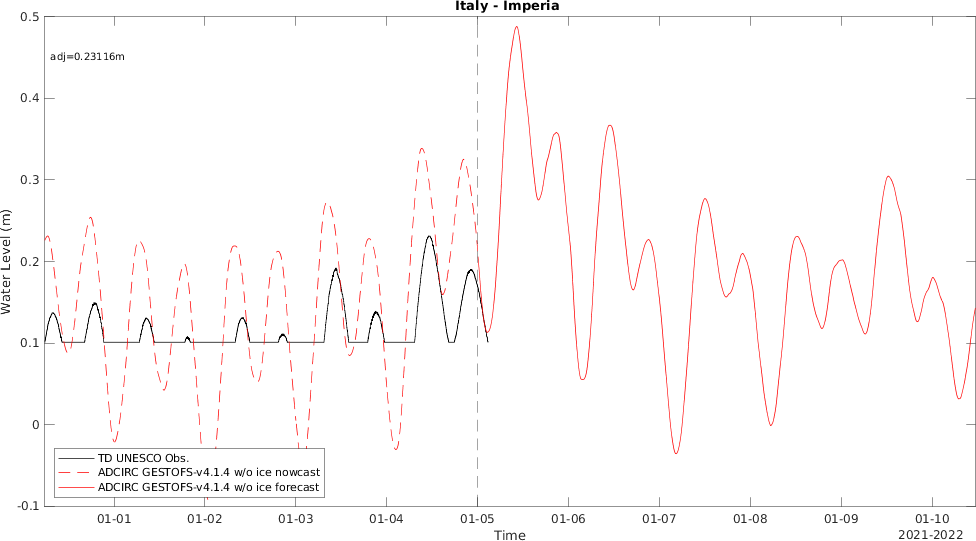 Italy - Imperia
adj=0.23116m
0.5
0.4
0.3
0.2
0.1
0
-0.1
Water Level (m)
TD UNESCO Obs.
ADCIRC GESTOFS-v4.1.4 w/o ice nowcast
ADCIRC GESTOFS-v4.1.4 w/o ice forecast
01-01 01-02 01-03 01-04 01-05 01-06 01-07 01-08 01-09 01-10
Time
2021-2022